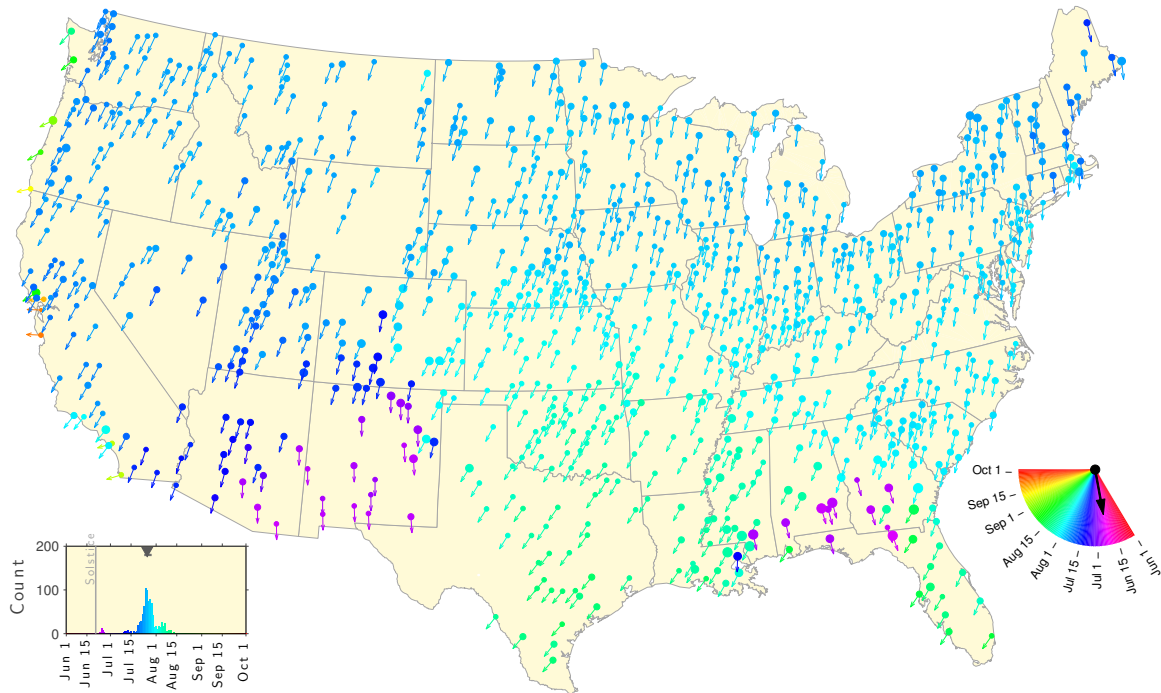 Oct 1
Sep 15
Sep 1
Aug 15
Aug 1
Jul 15
Jul 1
Jun 15
Jun 1
Solstice
Count
200
100
0
Jun 1
Jun 15
Jul 1
Jul 15
Aug 1
Aug 15
Sep 1
Sep 15
Oct 1